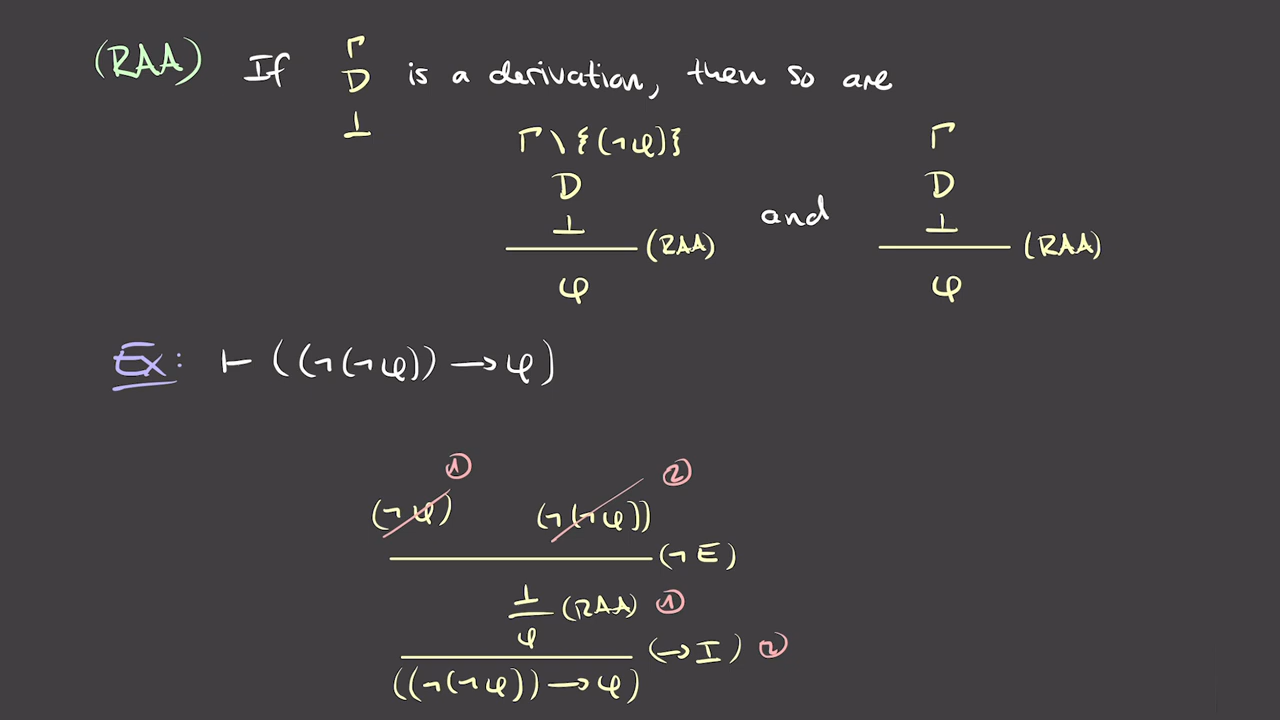 (RAA) If Γ is a derivation, then so are
D
⊥
Γ \ {(¬φ)} Γ
D D
⊥ and ⊥
(RAA) (RAA)
φ φ
Ex: ⊢ ((¬(¬φ)) → φ)
① ②
(¬φ) (¬(¬φ))
(¬E)
⊥ (RAA) ①
φ
(→I) ②
((¬(¬φ)) → φ)